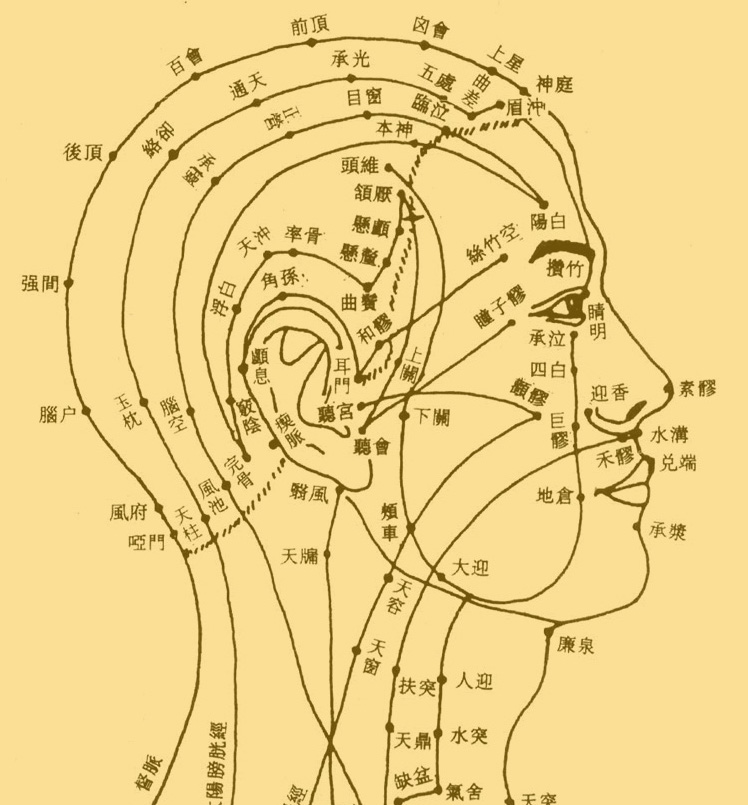 囟會
前頂
上星
百會
承光
曲差
五處
神庭
通天
目窗
臨泣
眉沖
正營
本神
絡郤
後頂
承靈
頭維
頷厭
陽白
懸顱
天沖
率骨
絲竹空
懸釐
攢竹
强間
角孫
浮白
曲鬢
瞳子髎
和髎
睛明
承泣
顱息
耳門
上關
四白
迎香
素髎
顴髎
腦户
玉枕
腦空
竅陰
聽宮
下關
瘈脈
巨髎
水溝
聽會
禾髎
兑端
完骨
風池
翳風
地倉
風府
天柱
頰車
承漿
啞門
天牖
大迎
天容
廉泉
天窗
扶突
人迎
天鼎
水突
陽膀胱經
督脈
缺盆
氣舍
經
天突